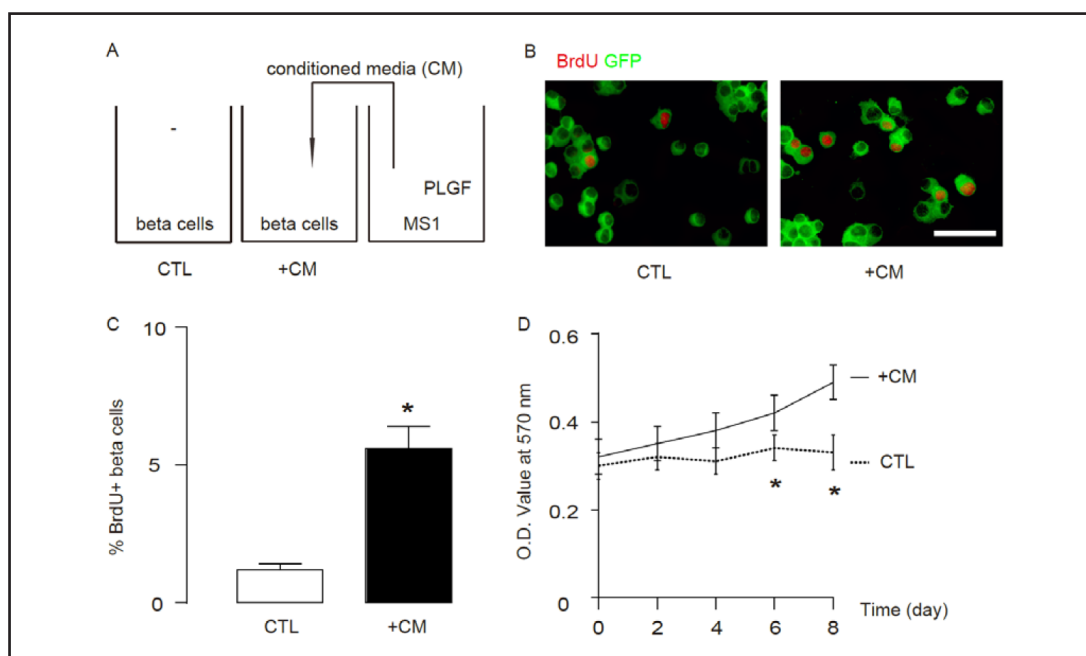 A
conditioned media (CM)
-
PLGF
beta cells
beta cells
MS1
CTL
+CM
B
BrdU GFP
CTL
+CM
C
% BrdU+ beta cells
10
5
0
*
CTL
+CM
D
O.D. Value at 570 nm
0.6
0.4
0.2
0
+CM
CTL
*
*
0
2
4
6
8
Time (day)